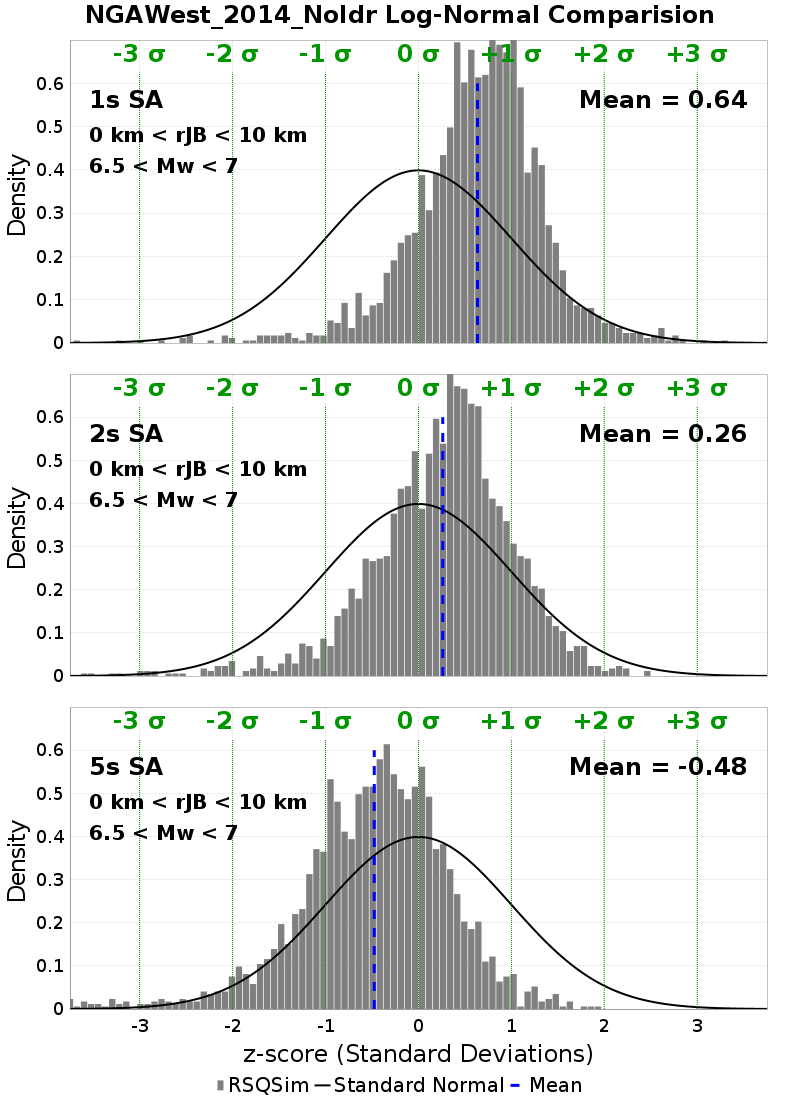 NGAWest_2014_NoIdr Log-Normal Comparision
-3 σ -2 σ -1 σ 0 σ +1 σ +2 σ +3 σ
1s SA Mean = 0.64
0 km < rJB < 10 km
6.5 < Mw < 7
Density
0.6
0.5
0.4
0.3
0.2
0.1
0
-3 σ -2 σ -1 σ 0 σ +1 σ +2 σ +3 σ
2s SA Mean = 0.26
0 km < rJB < 10 km
6.5 < Mw < 7
Density
0.6
0.5
0.4
0.3
0.2
0.1
0
-3 σ -2 σ -1 σ 0 σ +1 σ +2 σ +3 σ
5s SA Mean = -0.48
0 km < rJB < 10 km
6.5 < Mw < 7
Density
0.6
0.5
0.4
0.3
0.2
0.1
0
-3 -2 -1 0 1 2 3
z-score (Standard Deviations)
RSQSim Standard Normal Mean